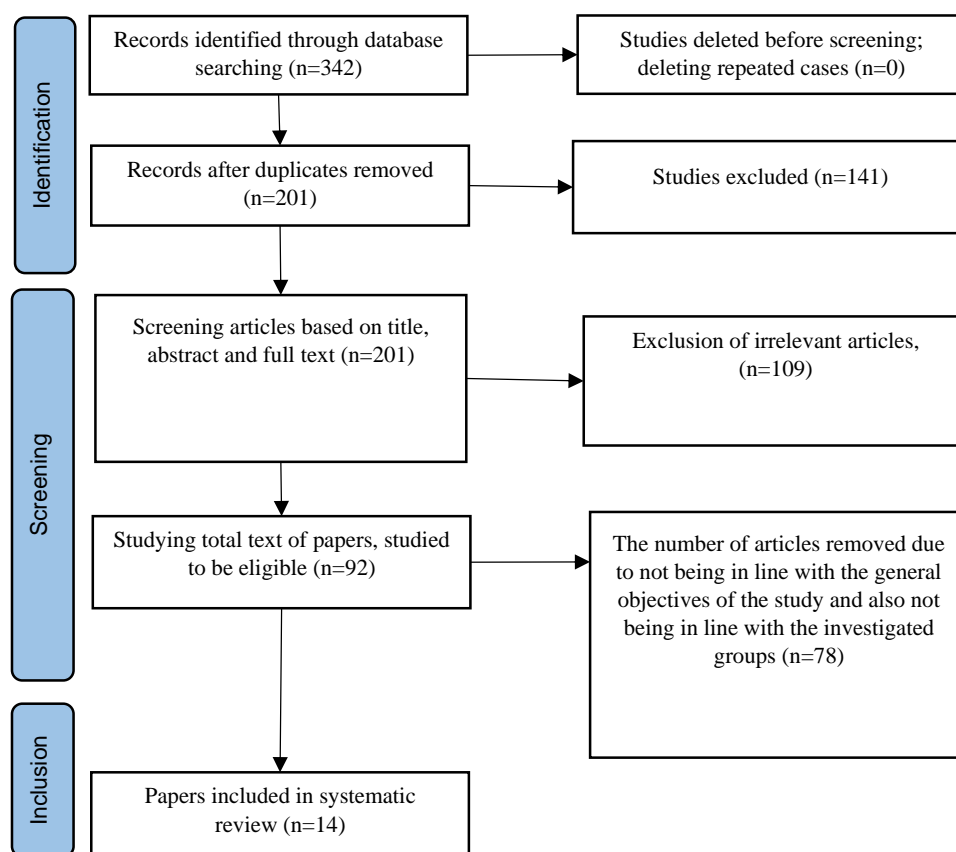 Identification
Records identified through database
searching (n=342)
Studies deleted before screening;
deleting repeated cases (n=0)
Records after duplicates removed
(n=201)
Studies excluded (n=141)
Screening
Screening articles based on title,
abstract and full text (n=201)
Exclusion of irrelevant articles,
(n=109)
Studying total text of papers, studied
to be eligible (n=92)
The number of articles removed due
to not being in line with the general
objectives of the study and also not
being in line with the investigated
groups (n=78)
Inclusion
Papers included in systematic
review (n=14)